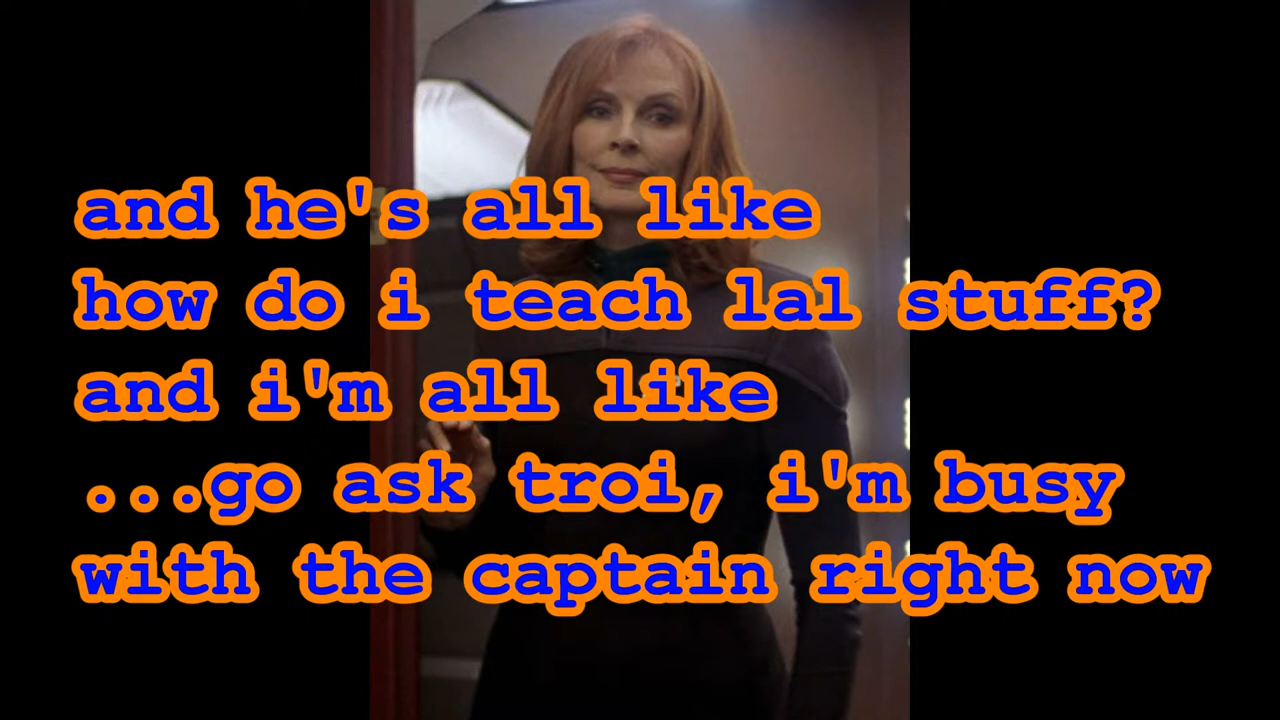 and he's all like
how do i teach lal stuff?
and i'm all like
...go ask troi, i'm busy
with the captain right now